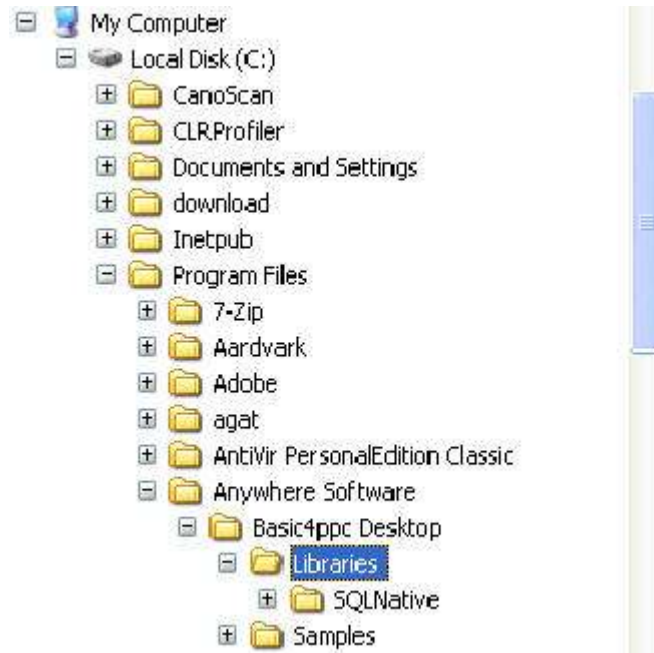 My Computer
Local Disk (C:)
CanoScan
CLRProfiler
Documents and Settings
download
Inetpub
Program Files
7-Zip
Aardvark
Adobe
agat
AntiVir PersonalEdition Classic
Anywhere Software
Basic4ppc Desktop
Libraries
SQLNative
Samples